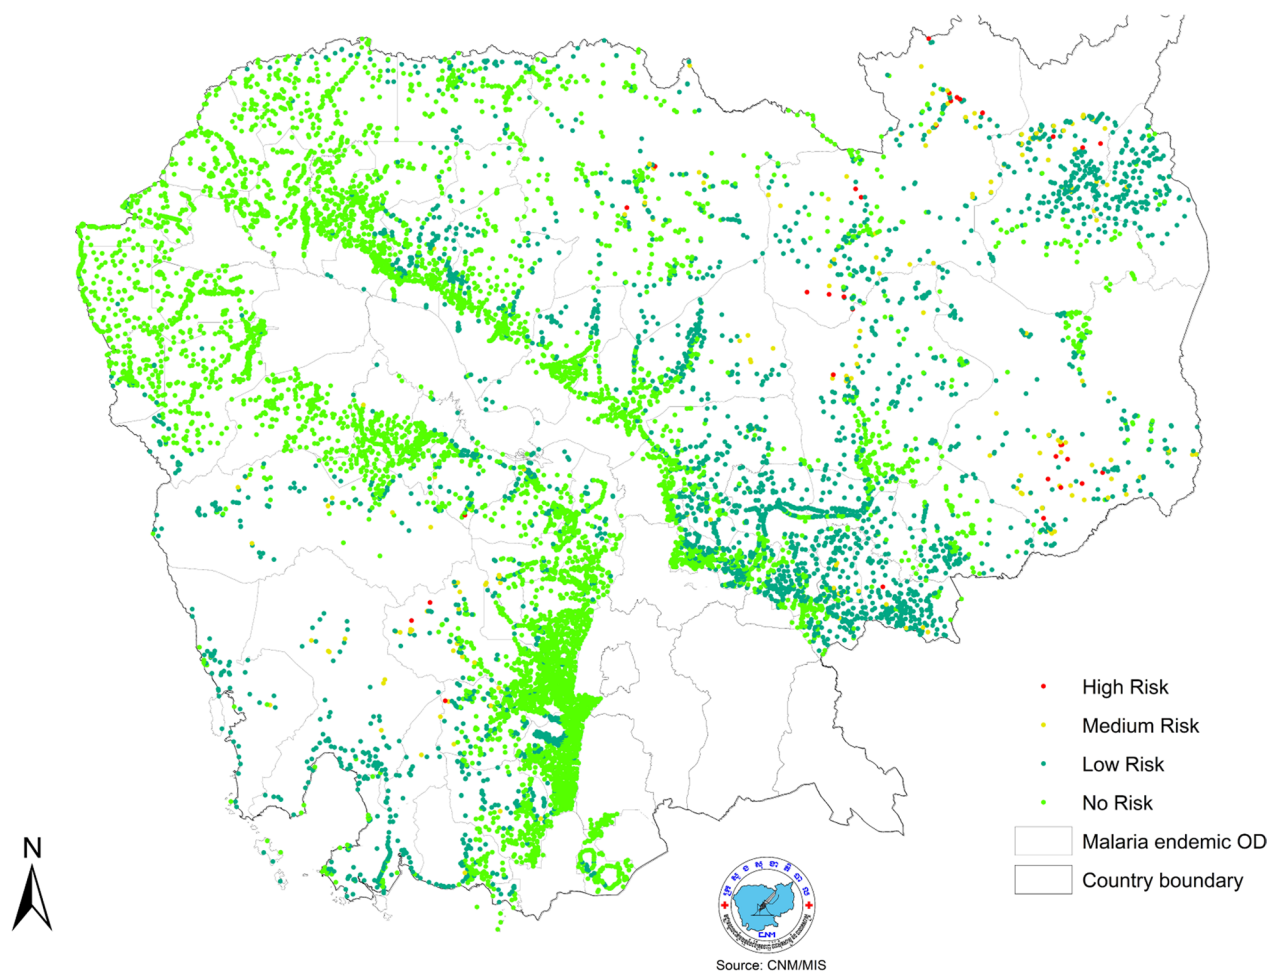 High Risk
Medium Risk
Low Risk
No Risk
Malaria endemic OD
Country boundary
N
CNM
Source: CNM/MIS